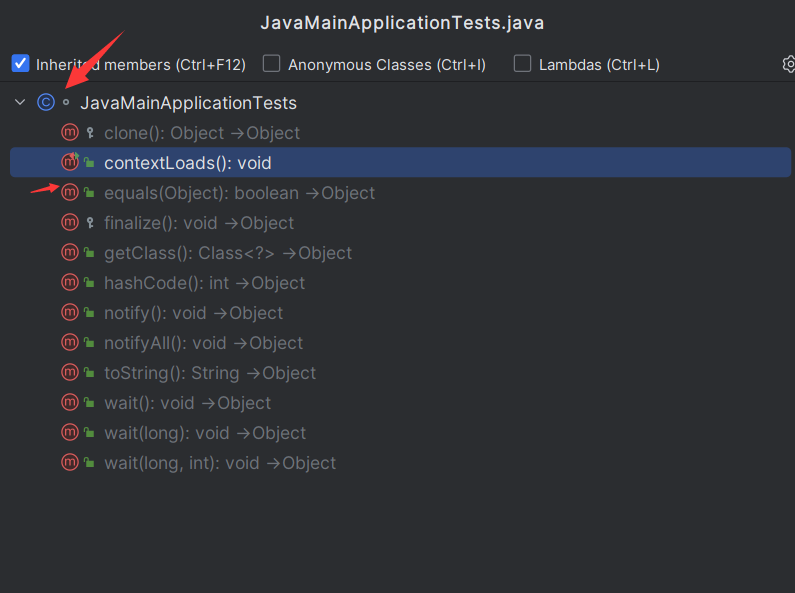 JavaMainApplicationTests.java
Inherited members (Ctrl+F12) Anonymous Classes (Ctrl+I) Lambdas (Ctrl+L)
C JavaMainApplicationTests
m clone(): Object →Object
m contextLoads(): void
m equals(Object): boolean →Object
m finalize(): void →Object
m getClass(): Class<?> →Object
m hashCode(): int →Object
m notify(): void →Object
m notifyAll(): void →Object
m toString(): String →Object
m wait(): void →Object
m wait(long): void →Object
m wait(long, int): void →Object